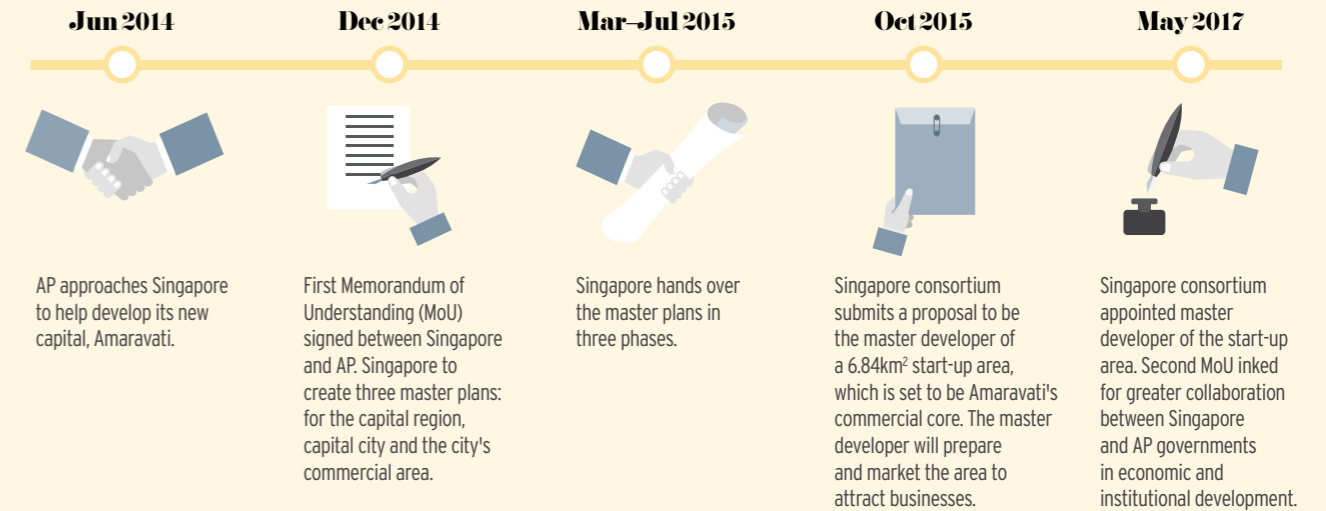 Jun 2014
AP approaches Singapore
to help develop its new
capital, Amaravati.
Dec 2014
First Memorandum of
Understanding (MoU)
signed between Singapore
and AP. Singapore to
create three master plans:
for the capital region,
capital city and the city's
commercial area.
Mar–Jul 2015
Singapore hands over
the master plans in
three phases.
Oct 2015
Singapore consortium
submits a proposal to be
the master developer of
a 6.84km² start-up area,
which is set to be Amaravati's
commercial core. The master
developer will prepare
and market the area to
attract businesses.
May 2017
Singapore consortium
appointed master
developer of the start-up
area. Second MoU inked
for greater collaboration
between Singapore
and AP governments
in economic and
institutional development.